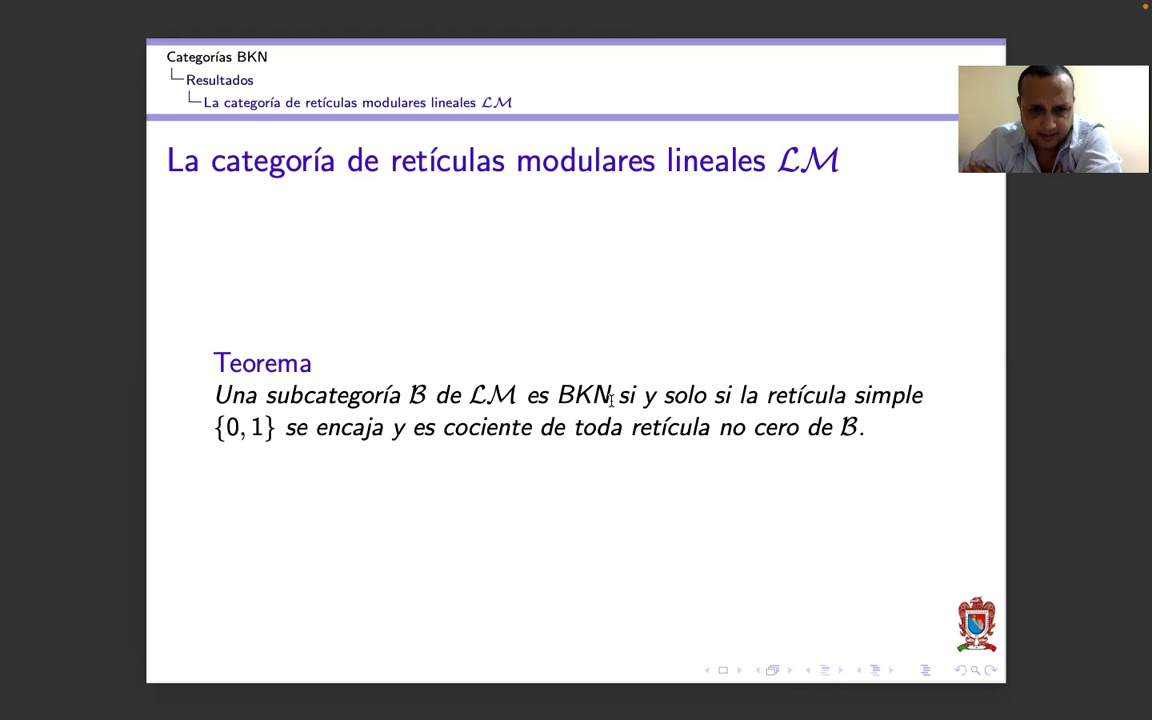 Categorías BKN
Resultados
La categoría de retículas modulares lineales ℒℳ
La categoría de retículas modulares lineales ℒℳ
Teorema
Una subcategoría ℬ de ℒℳ es BKN si y solo si la retícula simple
{0, 1} se encaja y es cociente de toda retícula no cero de ℬ.